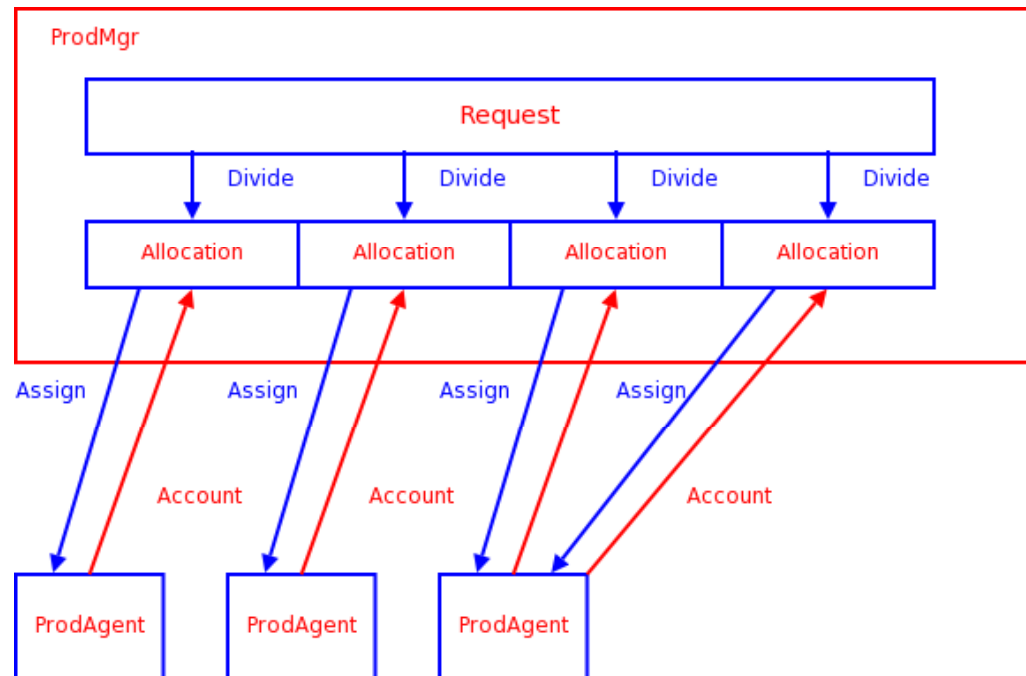 ProdMgr
Request
Divide Divide Divide Divide
Allocation Allocation Allocation Allocation
Assign Assign Assign Assign
Account Account Account
ProdAgent ProdAgent ProdAgent